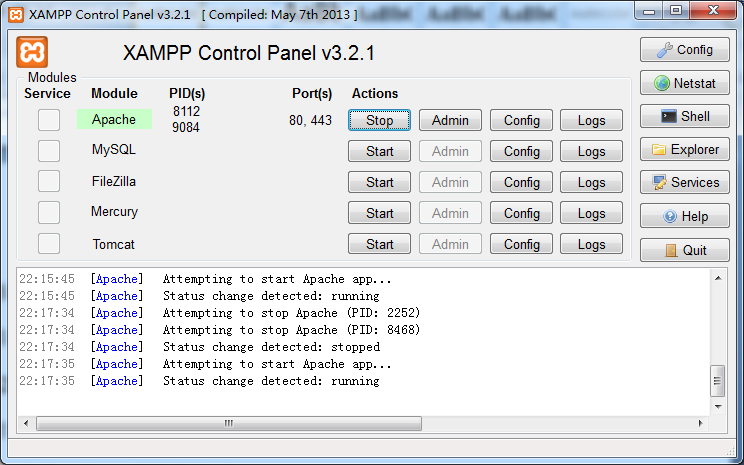 XAMPP Control Panel v3.2.1 [ Compiled: May 7th 2013 ]
XAMPP Control Panel v3.2.1
Config
Modules
Service Module PID(s) Port(s) Actions
Netstat
Apache 8112 9084 80, 443 Stop Admin Config Logs
Shell
MySQL Start Admin Config Logs
Explorer
FileZilla Start Admin Config Logs
Services
Mercury Start Admin Config Logs
Help
Tomcat Start Admin Config Logs
Quit
22:15:45 [Apache] Attempting to start Apache app...
22:15:45 [Apache] Status change detected: running
22:17:34 [Apache] Attempting to stop Apache (PID: 2252)
22:17:34 [Apache] Attempting to stop Apache (PID: 8468)
22:17:34 [Apache] Status change detected: stopped
22:17:35 [Apache] Attempting to start Apache app...
22:17:35 [Apache] Status change detected: running